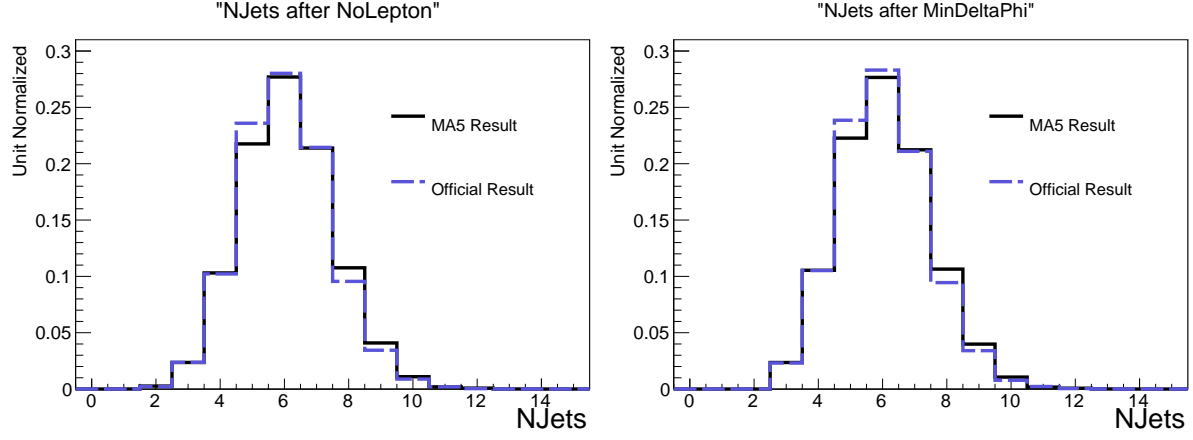 "NJets after NoLepton"
Unit Normalized
0.3
0.25
0.2
0.15
0.1
0.05
0
MA5 Result
Official Result
0 2 4 6 8 10 12 14
NJets
"NJets after MinDeltaPhi"
Unit Normalized
0.3
0.25
0.2
0.15
0.1
0.05
0
MA5 Result
Official Result
0 2 4 6 8 10 12 14
NJets